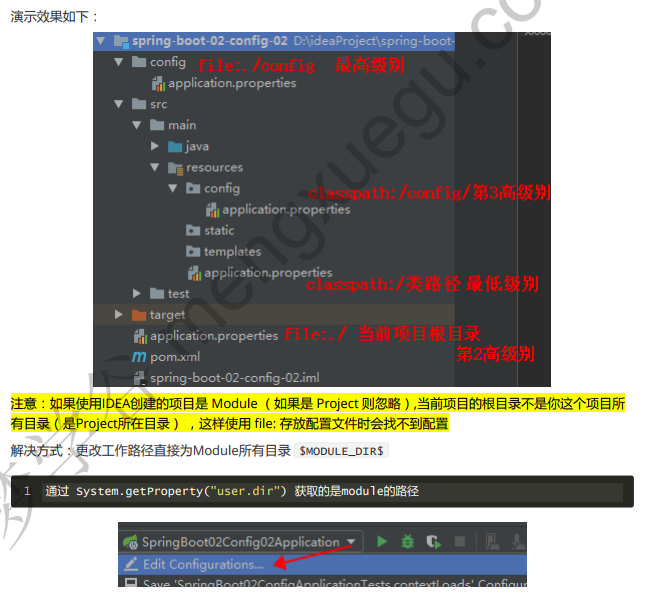 演示效果如下：
spring-boot-02-config-02 D:\ideaProject\spring-boot-
config file:./config 最高级别
application.properties
src
main
java
resources
config
classpath:/config/第3高级别
application.properties
static
templates
application.properties
classpath:/类路径 最低级别
test
target
application.properties file:./ 当前项目根目录
第2高级别
pom.xml
spring-boot-02-config-02.iml
注意：如果使用IDEA创建的项目是 Module （如果是 Project 则忽略）,当前项目的根目录不是你这个项目所
有目录（是Project所在目录） ，这样使用 file: 存放配置文件时会找不到配置
解决方式：更改工作路径直接为Module所有目录 $MODULE_DIR$
1 通过 System.getProperty("user.dir") 获取的是module的路径
SpringBoot02Config02Application
Edit Configurations...
Save 'SpringBoot02ConfigApplicationTests.contextLoads' Configur
mengxuegu.co